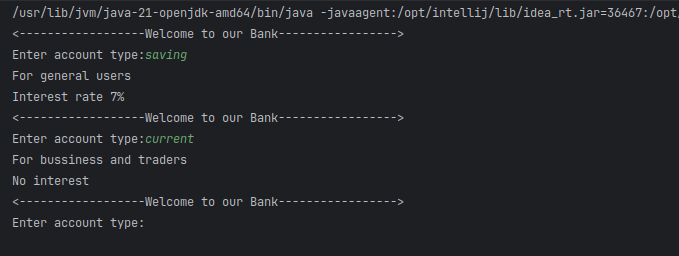 /usr/lib/jvm/java-21-openjdk-amd64/bin/java -javaagent:/opt/intellij/lib/idea_rt.jar=36467:/opt,
<------------------Welcome to our Bank----------------->
Enter account type:saving
For general users
Interest rate 7%
<------------------Welcome to our Bank----------------->
Enter account type:current
For bussiness and traders
No interest
<------------------Welcome to our Bank----------------->
Enter account type: